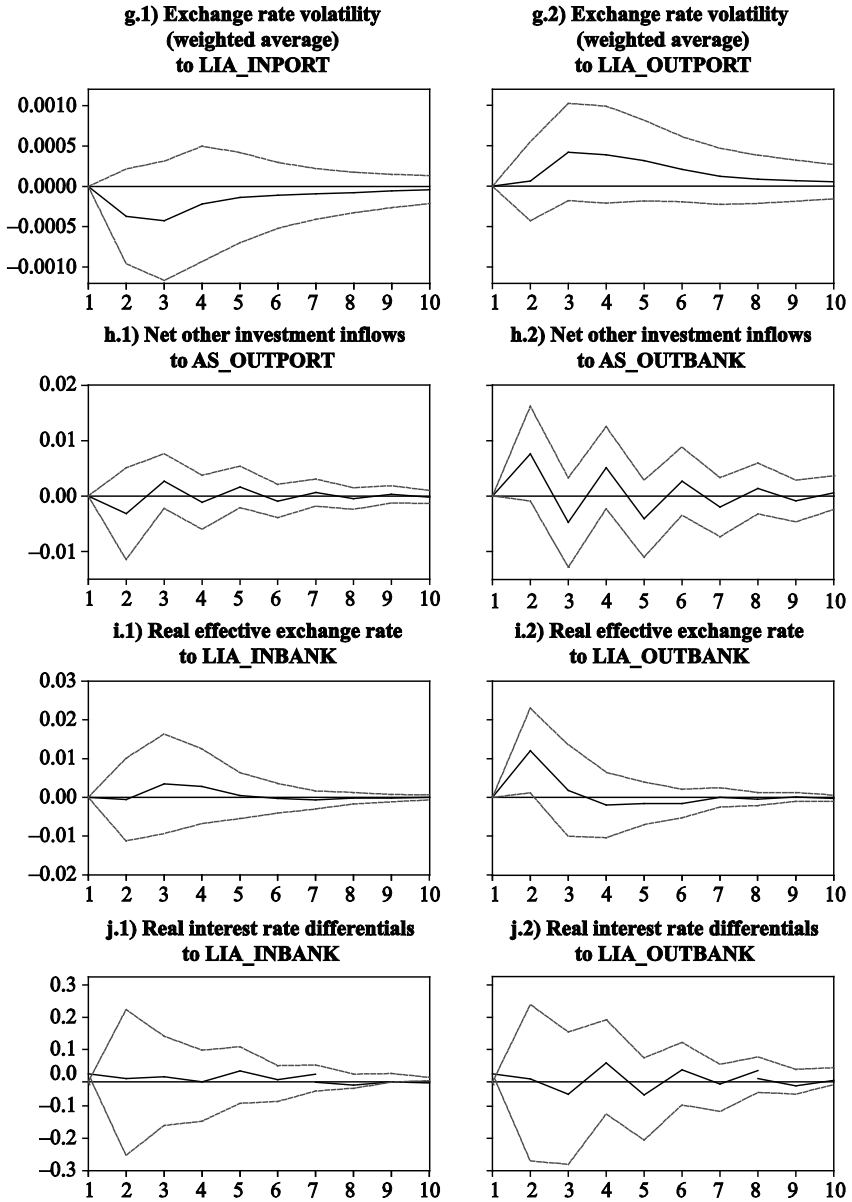 g.1) Exchange rate volatility
(weighted average)
to LIA_INPORT
g.2) Exchange rate volatility
(weighted average)
to LIA_OUTPORT
0.0010
0.0005
0.0000
–0.0005
–0.0010
1 2 3 4 5 6 7 8 9 10
1 2 3 4 5 6 7 8 9 10
h.1) Net other investment inflows
to AS_OUTPORT
h.2) Net other investment inflows
to AS_OUTBANK
0.02
0.01
0.00
–0.01
1 2 3 4 5 6 7 8 9 10
1 2 3 4 5 6 7 8 9 10
i.1) Real effective exchange rate
to LIA_INBANK
i.2) Real effective exchange rate
to LIA_OUTBANK
0.03
0.02
0.01
0.00
–0.01
–0.02
1 2 3 4 5 6 7 8 9 10
1 2 3 4 5 6 7 8 9 10
j.1) Real interest rate differentials
to LIA_INBANK
j.2) Real interest rate differentials
to LIA_OUTBANK
0.3
0.2
0.1
0.0
–0.1
–0.2
–0.3
1 2 3 4 5 6 7 8 9 10
1 2 3 4 5 6 7 8 9 10